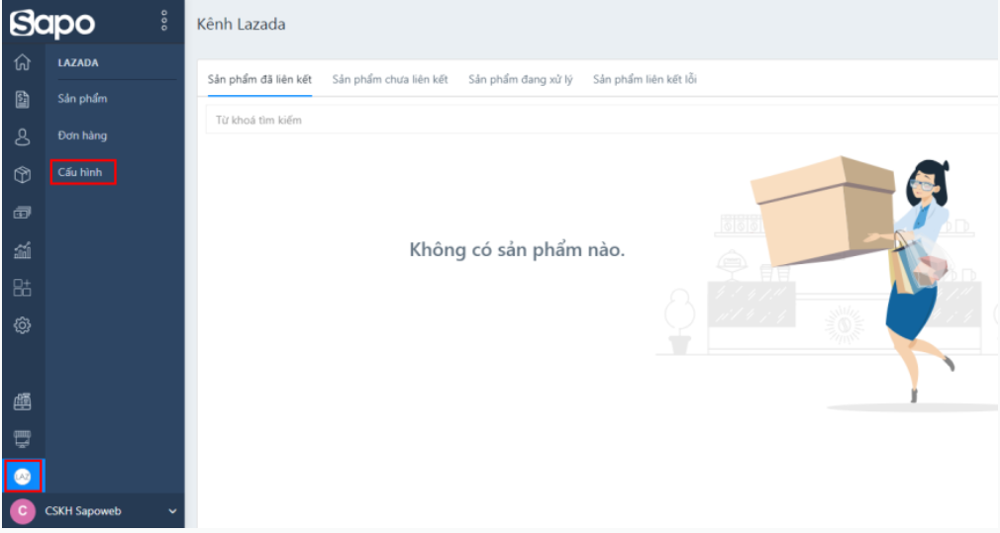 Sapo
Kênh Lazada
LAZADA
Sản phẩm
Đơn hàng
Cấu hình
Sản phẩm đã liên kết
Sản phẩm chưa liên kết
Sản phẩm đang xử lý
Sản phẩm liên kết lỗi
Từ khoá tìm kiếm
Không có sản phẩm nào.
LAZ
C
CSKH Sapoweb